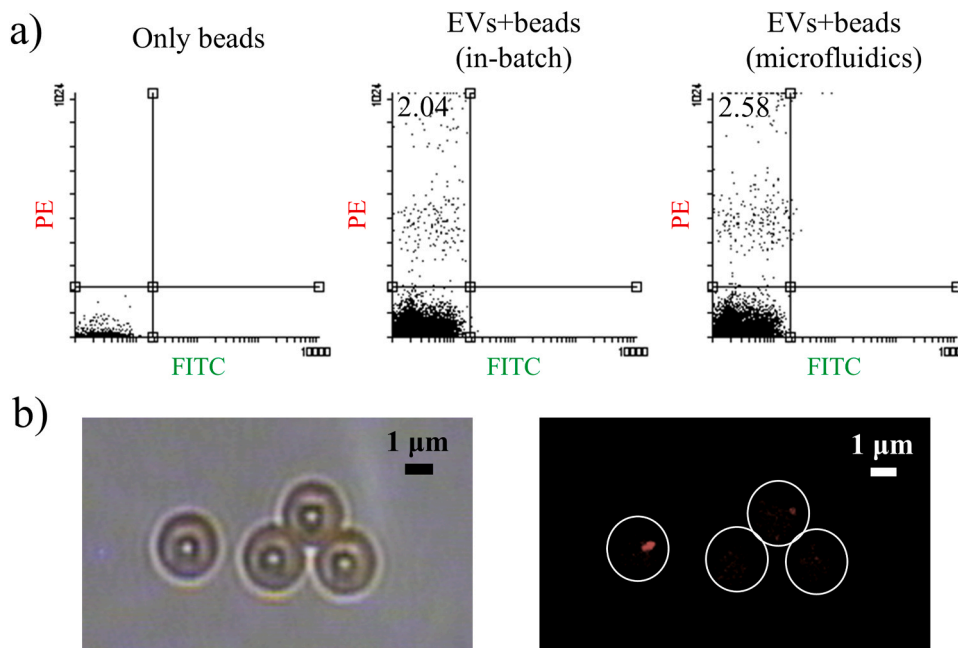 a)
Only beads
EVs+beads
(in-batch)
EVs+beads
(microfluidics)
1024
PE
FITC
10000
1024
2.04
PE
FITC
10000
1024
2.58
PE
FITC
b)
1 µm
1 µm